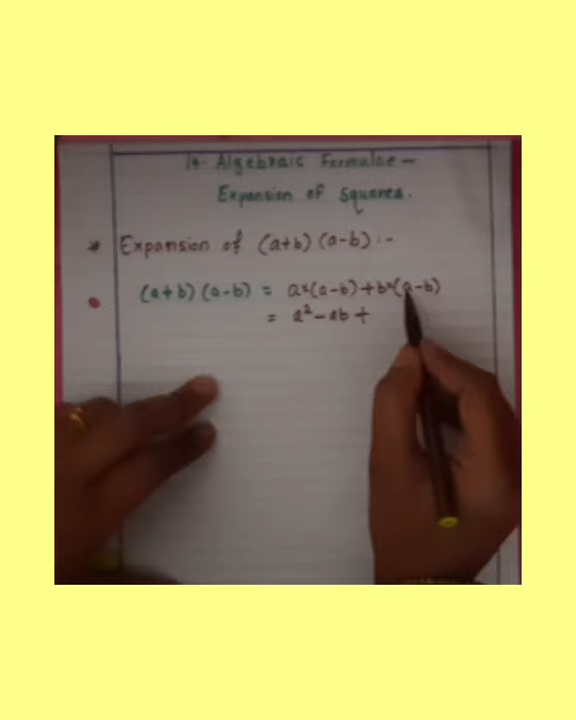 14. Algebraic Formulae -
Expansion of Squares.
* Expansion of (a+b) (a-b) :-
(a+b) (a-b) = a×(a-b)+b×(a-b)
= a²-ab+